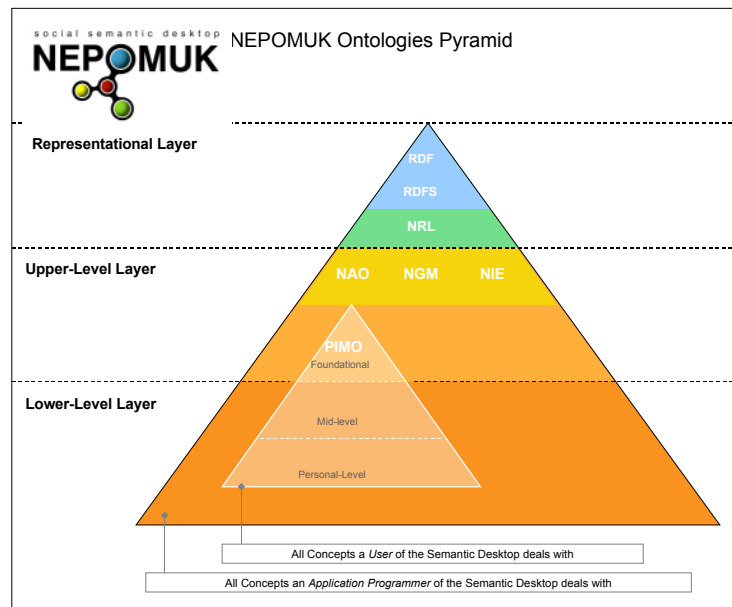 social semantic desktop
NEPOMUK
NEPOMUK Ontologies Pyramid
Representational Layer
RDF
RDFS
NRL
Upper-Level Layer
NAO NGM NIE
PIMO
Foundational
Lower-Level Layer
Mid-level
Personal-Level
All Concepts a User of the Semantic Desktop deals with
All Concepts an Application Programmer of the Semantic Desktop deals with